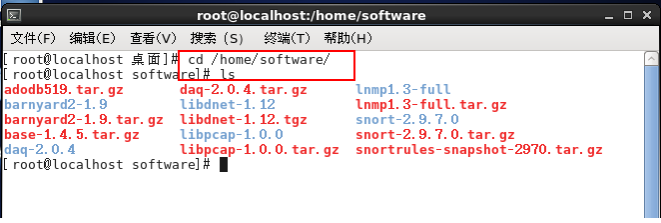 root@localhost:/home/software
文件(F) 编辑(E) 查看(V) 搜索 (S) 终端(T) 帮助(H)
[root@localhost 桌面]# cd /home/software/
[root@localhost software]# ls
adodb519.tar.gz daq-2.0.4.tar.gz lnmp1.3-full
barnyard2-1.9 libdnet-1.12 lnmp1.3-full.tar.gz
barnyard2-1.9.tar.gz libdnet-1.12.tgz snort-2.9.7.0
base-1.4.5.tar.gz libpcap-1.0.0 snort-2.9.7.0.tar.gz
daq-2.0.4 libpcap-1.0.0.tar.gz snortrules-snapshot-2970.tar.gz
[root@localhost software]#